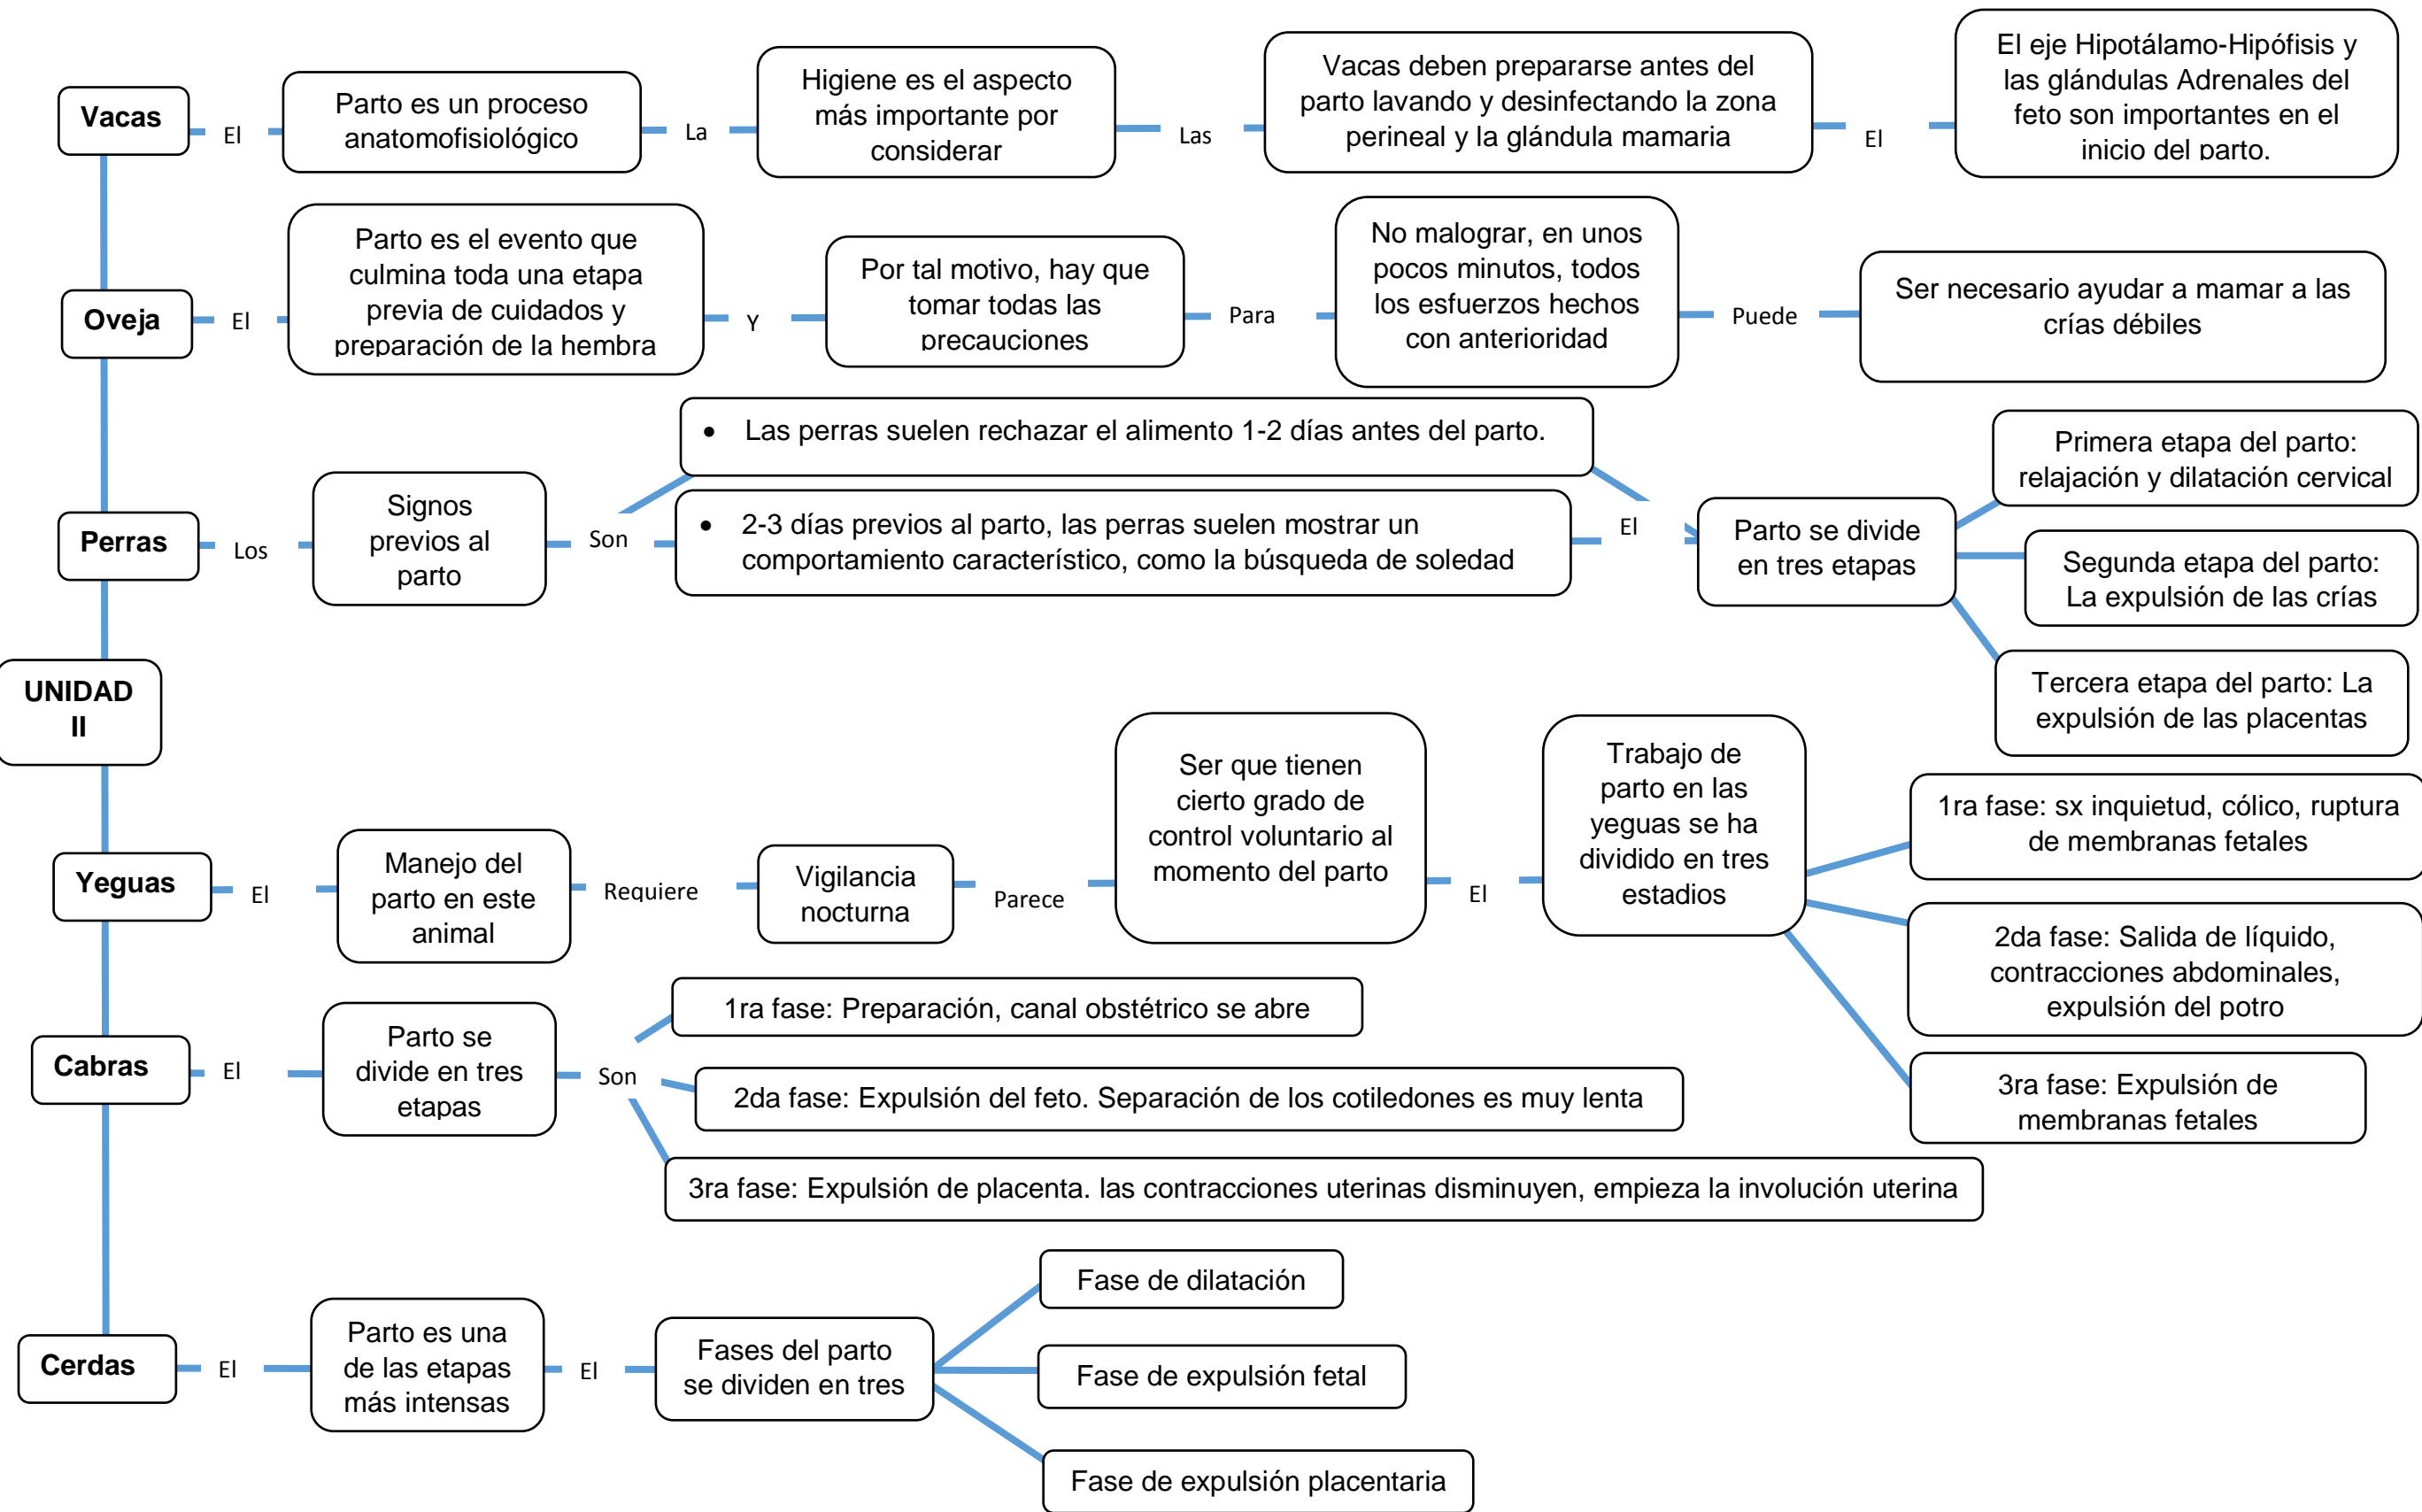 Vacas
El
Parto es un proceso
anatomofisiológico
La
Higiene es el aspecto
más importante por
considerar
Las
Vacas deben prepararse antes del
parto lavando y desinfectando la zona
perineal y la glándula mamaria
El
El eje Hipotálamo-Hipófisis y
las glándulas Adrenales del
feto son importantes en el
inicio del parto.
Oveja
El
Parto es el evento que
culmina toda una etapa
previa de cuidados y
preparación de la hembra
Y
Por tal motivo, hay que
tomar todas las
precauciones
Para
No malograr, en unos
pocos minutos, todos
los esfuerzos hechos
con anterioridad
Puede
Ser necesario ayudar a mamar a las
crías débiles
Perras
Los
Signos
previos al
parto
Son
• Las perras suelen rechazar el alimento 1-2 días antes del parto.
• 2-3 días previos al parto, las perras suelen mostrar un
comportamiento característico, como la búsqueda de soledad
El
Parto se divide
en tres etapas
Primera etapa del parto:
relajación y dilatación cervical
Segunda etapa del parto:
La expulsión de las crías
Tercera etapa del parto: La
expulsión de las placentas
UNIDAD
II
Yeguas
El
Manejo del
parto en este
animal
Requiere
Vigilancia
nocturna
Parece
Ser que tienen
cierto grado de
control voluntario al
momento del parto
El
Trabajo de
parto en las
yeguas se ha
dividido en tres
estadios
1ra fase: sx inquietud, cólico, ruptura
de membranas fetales
2da fase: Salida de líquido,
contracciones abdominales,
expulsión del potro
3ra fase: Expulsión de
membranas fetales
Cabras
El
Parto se
divide en tres
etapas
Son
1ra fase: Preparación, canal obstétrico se abre
2da fase: Expulsión del feto. Separación de los cotiledones es muy lenta
3ra fase: Expulsión de placenta. las contracciones uterinas disminuyen, empieza la involución uterina
Cerdas
El
Parto es una
de las etapas
más intensas
El
Fases del parto
se dividen en tres
Fase de dilatación
Fase de expulsión fetal
Fase de expulsión placentaria